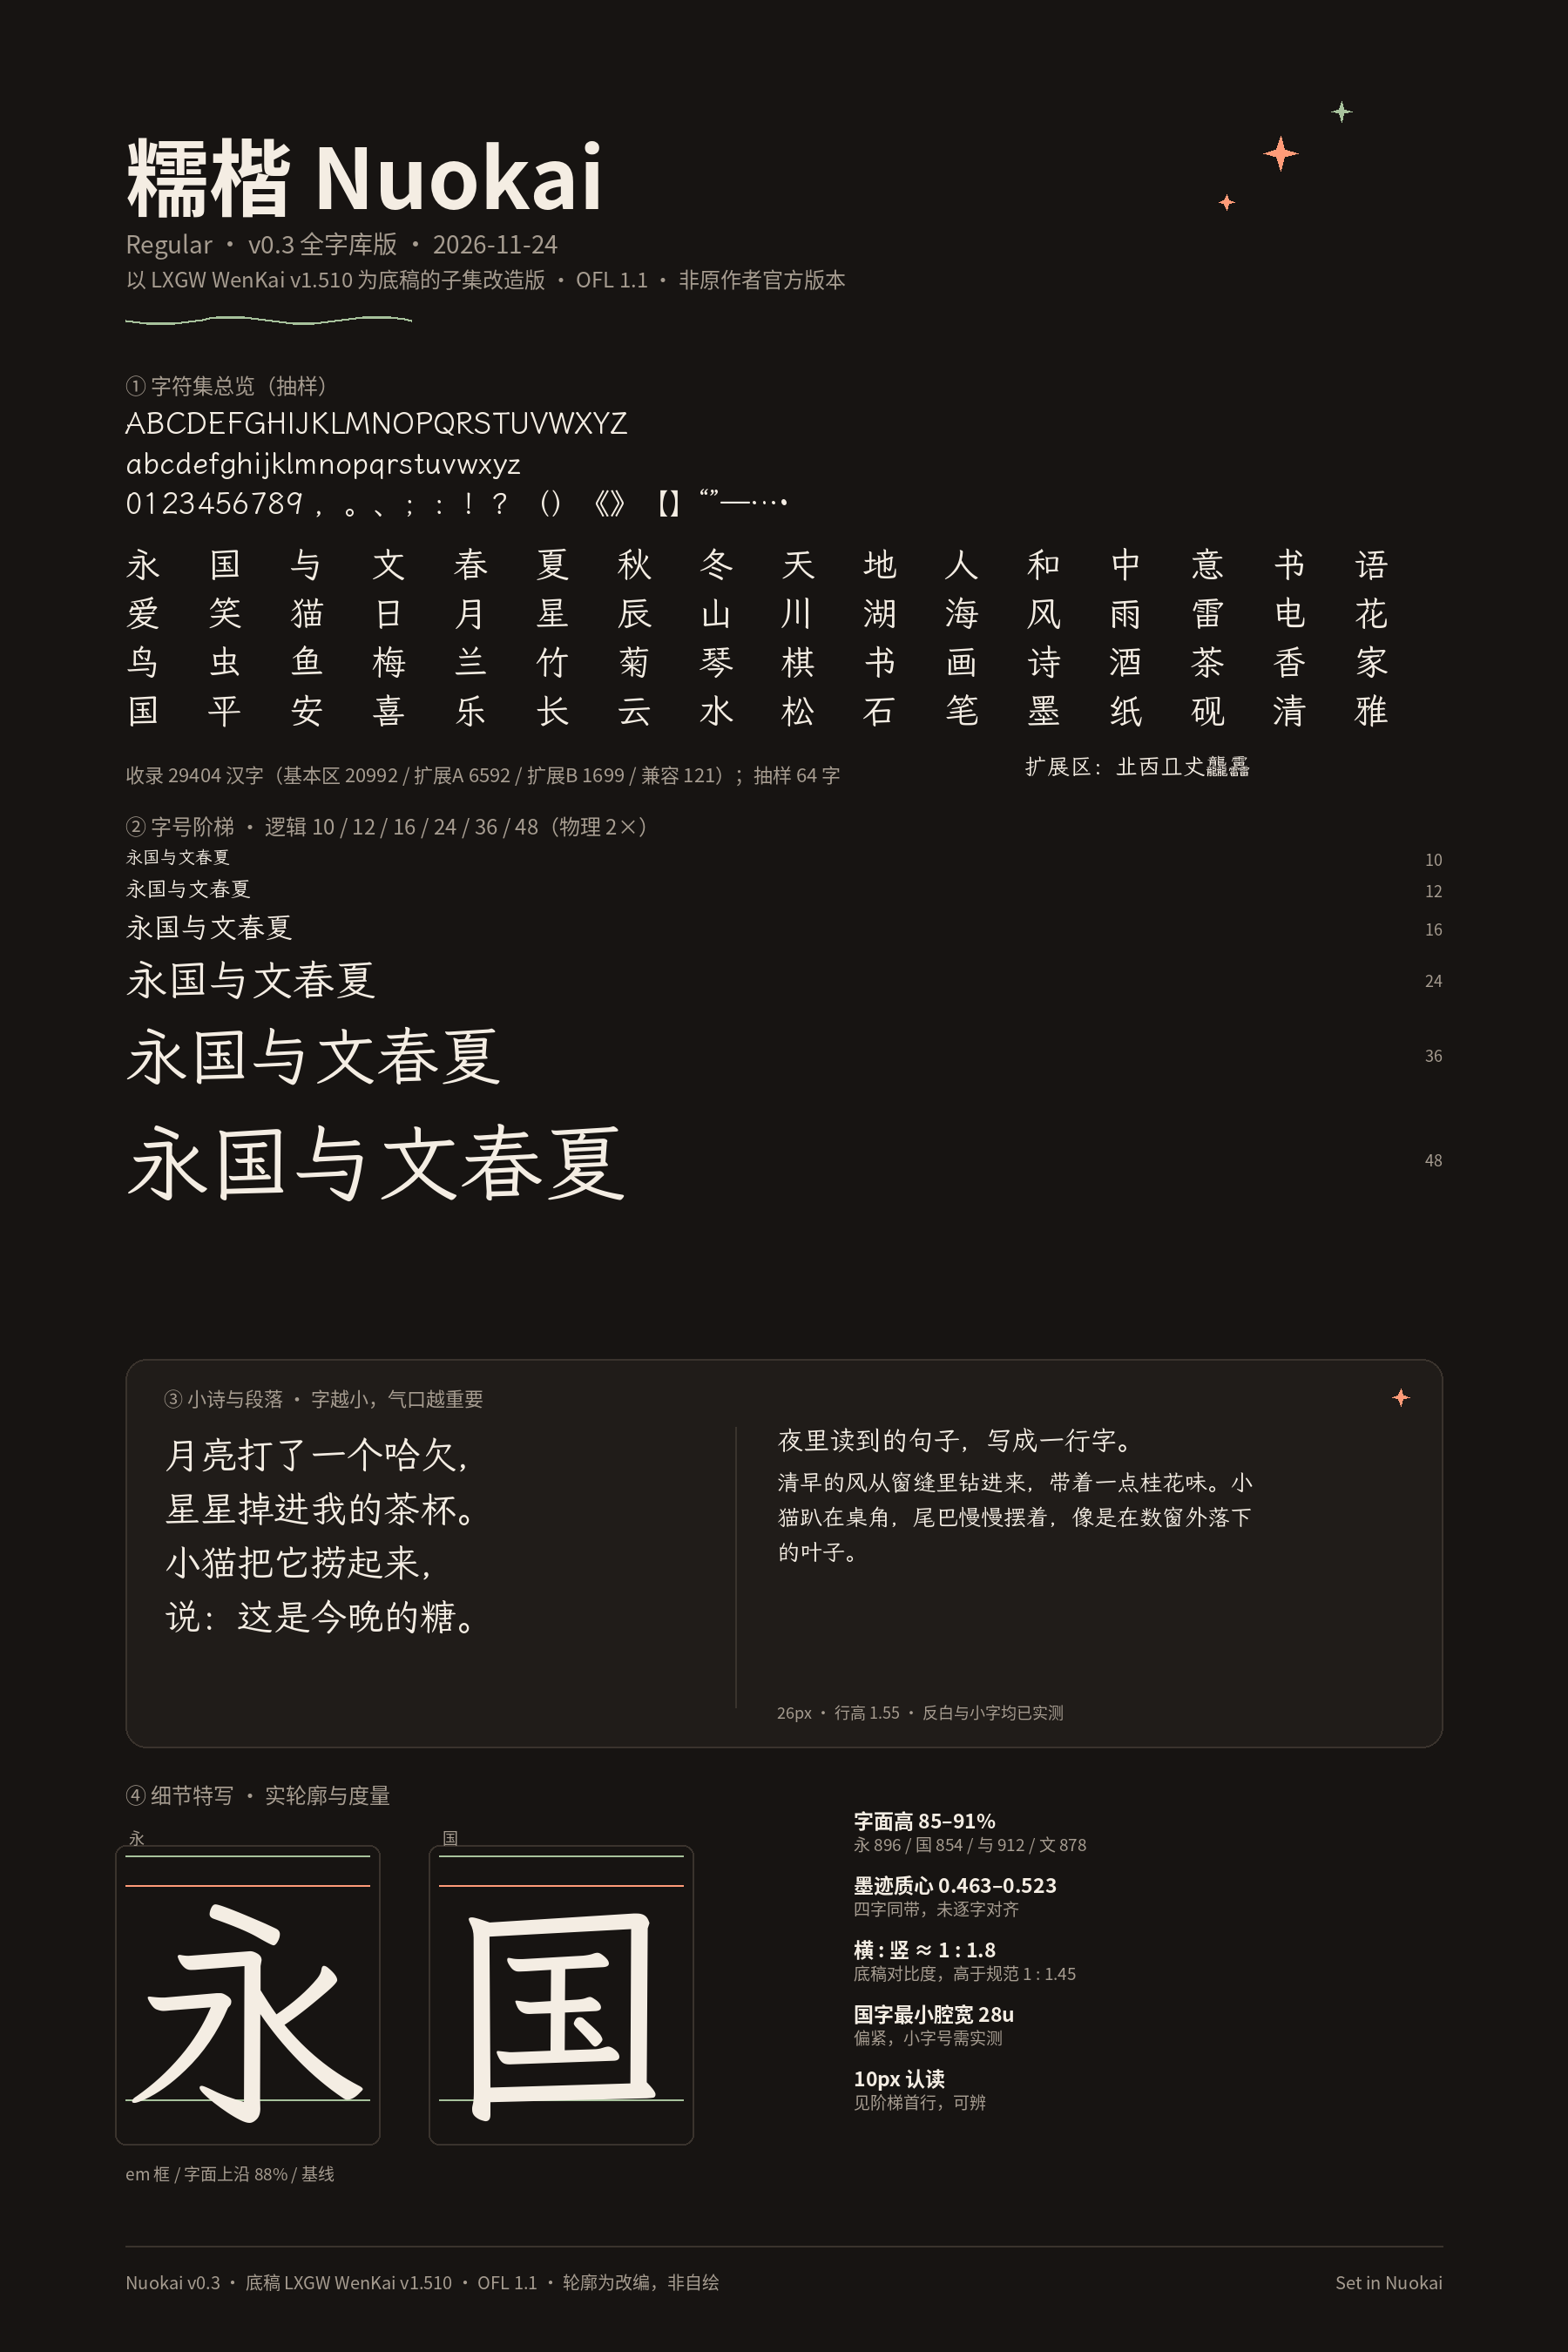 糯楷 Nuokai
Regular · v0.3 全字库版 · 2026-11-24
以 LXGW WenKai v1.510 为底稿的子集改造版 · OFL 1.1 · 非原作者官方版本
① 字符集总览（抽样）
ABCDEFGHIJKLMNOPQRSTUVWXYZ
abcdefghijklmnopqrstuvwxyz
0123456789，。、；：！？（）《》【】“”—…·
永 国 与 文 春 夏 秋 冬 天 地 人 和 中 意 书 语
爱 笑 猫 日 月 星 辰 山 川 湖 海 风 雨 雷 电 花
鸟 虫 鱼 梅 兰 竹 菊 琴 棋 书 画 诗 酒 茶 香 家
国 平 安 喜 乐 长 云 水 松 石 笔 墨 纸 砚 清 雅
收录 29404 汉字（基本区 20992 / 扩展A 6592 / 扩展B 1699 / 兼容 121）；抽样 64 字
扩展区：
② 字号阶梯 · 逻辑 10 / 12 / 16 / 24 / 36 / 48（物理 2×）
永国与文春夏 10
永国与文春夏 12
永国与文春夏 16
永国与文春夏 24
永国与文春夏 36
永国与文春夏 48
③ 小诗与段落 · 字越小，气口越重要
月亮打了一个哈欠，
星星掉进我的茶杯。
小猫把它捞起来，
说：这是今晚的糖。
夜里读到的句子，写成一行字。
清早的风从窗缝里钻进来，带着一点桂花味。小
猫趴在桌角，尾巴慢慢摆着，像是在数窗外落下
的叶子。
26px · 行高 1.55 · 反白与小字均已实测
④ 细节特写 · 实轮廓与度量
永
永
国
国
em 框 / 字面上沿 88% / 基线
字面高 85–91%
永 896 / 国 854 / 与 912 / 文 878
墨迹质心 0.463–0.523
四字同带，未逐字对齐
横 : 竖 ≈ 1 : 1.8
底稿对比度，高于规范 1 : 1.45
国字最小腔宽 28u
偏紧，小字号需实测
10px 认读
见阶梯首行，可辨
Nuokai v0.3 · 底稿 LXGW WenKai v1.510 · OFL 1.1 · 轮廓为改编，非自绘
Set in Nuokai